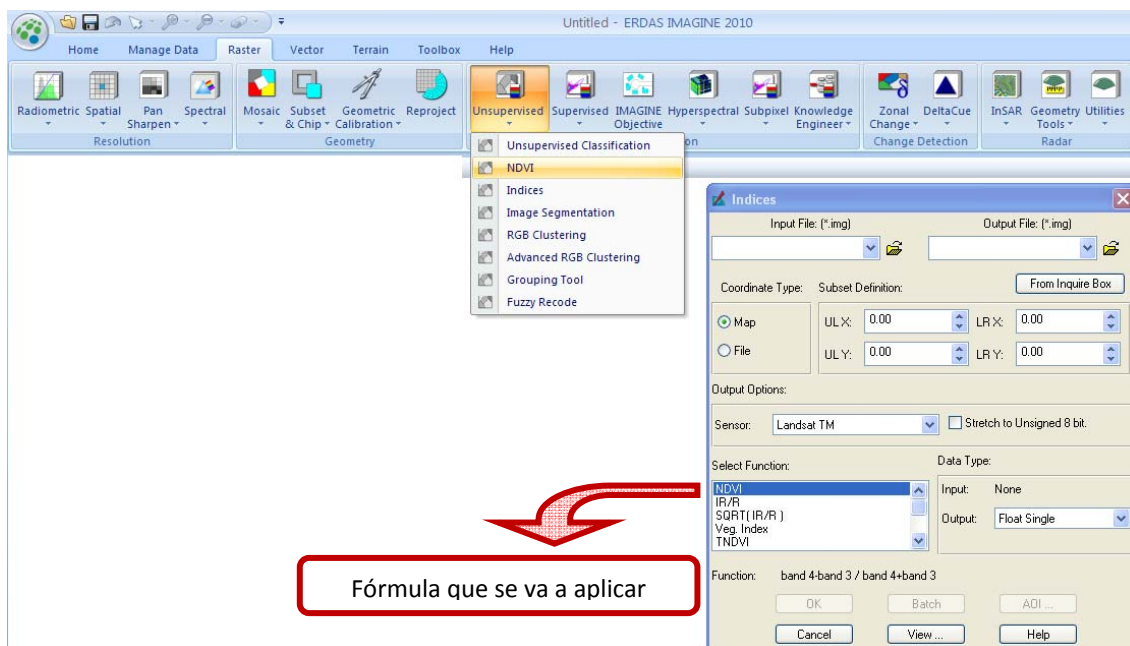 Untitled - ERDAS IMAGINE 2010
Home Manage Data Raster Vector Terrain Toolbox Help
Radiometric Spatial Pan Sharpen Spectral Mosaic Subset & Chip Geometric Calibration Reproject Unsupervised Supervised IMAGINE Objective Hyperspectral Subpixel Knowledge Engineer Zonal Change DeltaCue InSAR Geometry Tools Utilities
Resolution Geometry on Change Detection Radar
Unsupervised Classification
NDVI
Indices
Image Segmentation
RGB Clustering
Advanced RGB Clustering
Grouping Tool
Fuzzy Recode
Indices
Input File: (*.img) Output File: (*.img)
Coordinate Type: Subset Definition: From Inquire Box
Map ULX: 0.00 LRX: 0.00
File ULY: 0.00 LRY: 0.00
Output Options:
Sensor: Landsat TM Stretch to Unsigned 8 bit.
Select Function: Data Type:
NDVI
IR/R
SQRT( IR/R )
Veg. Index
TNDVI
Input: None
Output: Float Single
Function: band 4-band 3 / band 4+band 3
OK Batch AOI ...
Cancel View ... Help
Fórmula que se va a aplicar